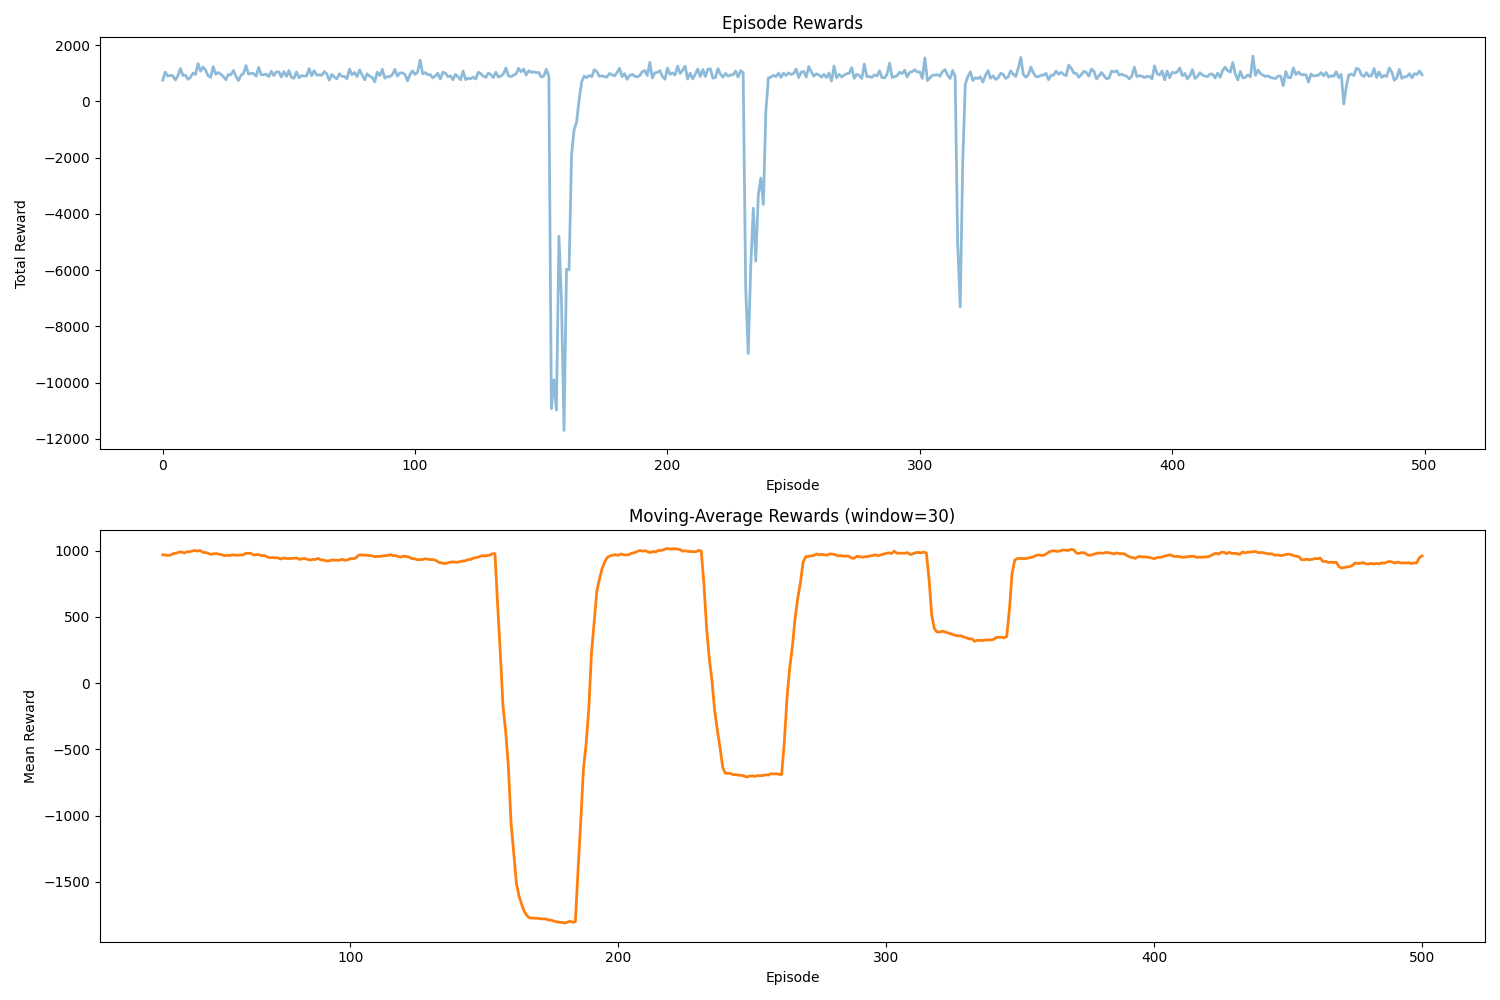 Episode Rewards
2000
0
−2000
−4000
−6000
−8000
−10000
−12000
Total Reward
0 100 200 300 400 500
Episode
Moving-Average Rewards (window=30)
1000
500
0
−500
−1000
−1500
Mean Reward
100 200 300 400 500
Episode